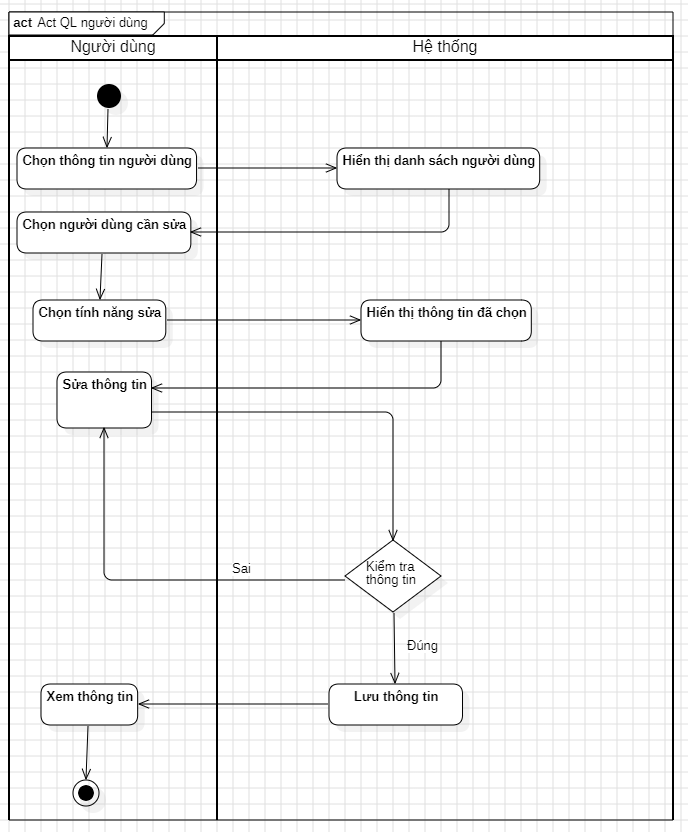 act Act QL người dùng
Người dùng
Hệ thống
Chọn thông tin người dùng
Hiển thị danh sách người dùng
Chọn người dùng cần sửa
Chọn tính năng sửa
Hiển thị thông tin đã chọn
Sửa thông tin
Kiểm tra
thông tin
Sai
Đúng
Xem thông tin
Lưu thông tin